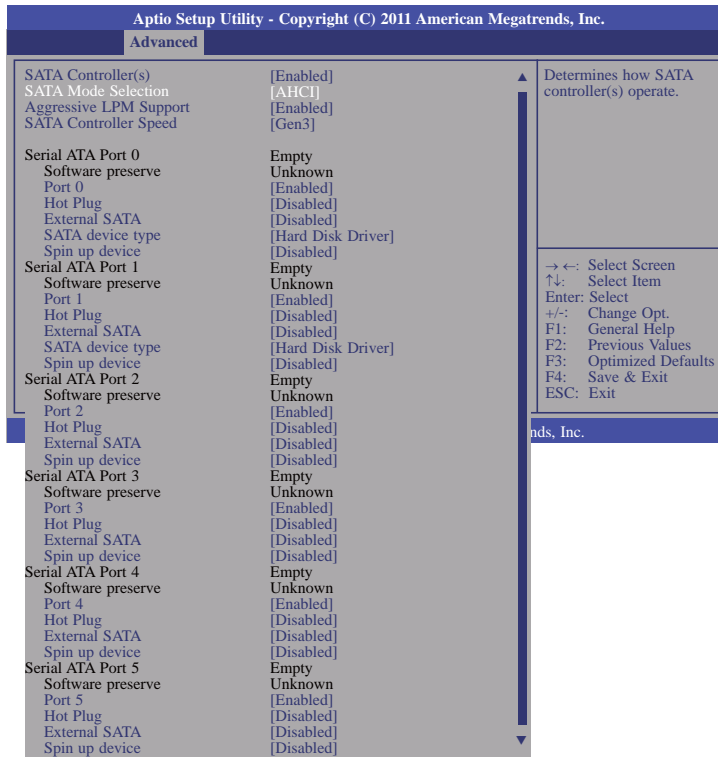 Aptio Setup Utility - Copyright (C) 2011 American Megatrends, Inc.
Advanced
SATA Controller(s) [Enabled]
SATA Mode Selection [AHCI]
Aggressive LPM Support [Enabled]
SATA Controller Speed [Gen3]
Serial ATA Port 0 Empty
Software preserve Unknown
Port 0 [Enabled]
Hot Plug [Disabled]
External SATA [Disabled]
SATA device type [Hard Disk Driver]
Spin up device [Disabled]
Serial ATA Port 1 Empty
Software preserve Unknown
Port 1 [Enabled]
Hot Plug [Disabled]
External SATA [Disabled]
SATA device type [Hard Disk Driver]
Spin up device [Disabled]
Serial ATA Port 2 Empty
Software preserve Unknown
Port 2 [Enabled]
Hot Plug [Disabled]
External SATA [Disabled]
Spin up device [Disabled]
Serial ATA Port 3 Empty
Software preserve Unknown
Port 3 [Enabled]
Hot Plug [Disabled]
External SATA [Disabled]
Spin up device [Disabled]
Serial ATA Port 4 Empty
Software preserve Unknown
Port 4 [Enabled]
Hot Plug [Disabled]
External SATA [Disabled]
Spin up device [Disabled]
Serial ATA Port 5 Empty
Software preserve Unknown
Port 5 [Enabled]
Hot Plug [Disabled]
External SATA [Disabled]
Spin up device [Disabled]
Determines how SATA
controller(s) operate.
→←: Select Screen
↑↓: Select Item
Enter: Select
+/-: Change Opt.
F1: General Help
F2: Previous Values
F3: Optimized Defaults
F4: Save & Exit
ESC: Exit
nds, Inc.